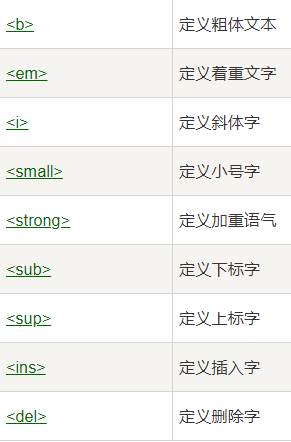 <b> 定义粗体文本
<em> 定义着重文字
<i> 定义斜体字
<small> 定义小号字
<strong> 定义加重语气
<sub> 定义下标字
<sup> 定义上标字
<ins> 定义插入字
<del> 定义删除字